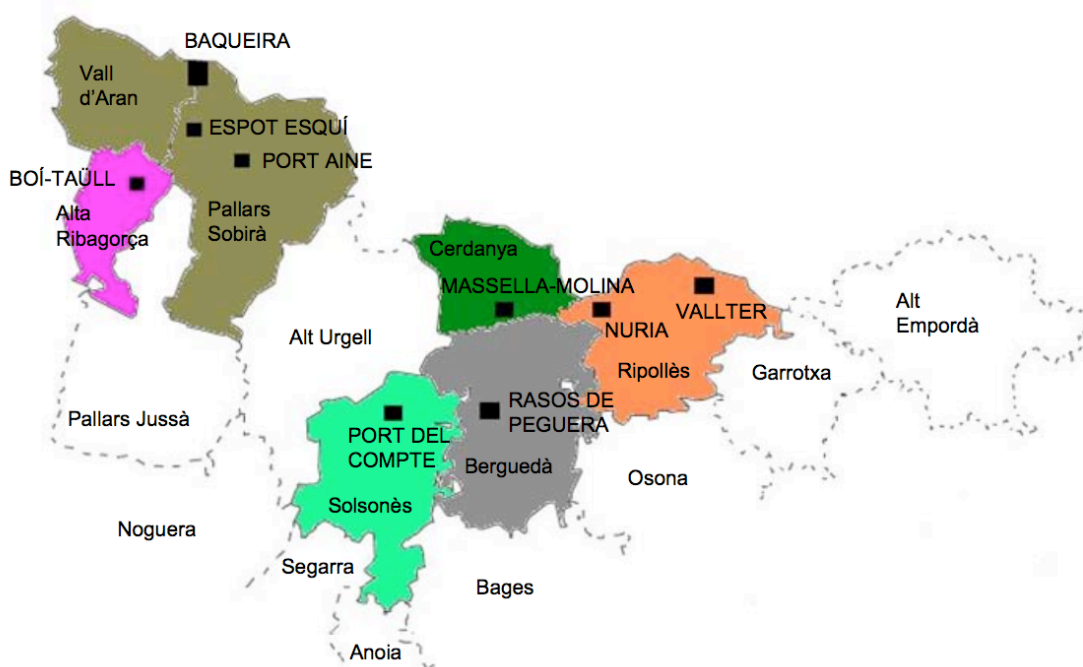 BAQUEIRA
Vall
d'Aran
ESPOT ESQUÍ
PORT AINE
BOÍ-TAÜLL
Alta
Ribagorça
Pallars
Sobirà
Cerdanya
MASSELLA-MOLINA
VALLTER
NURIA
Alt
Empordà
Alt Urgell
Ripollès
Garrotxa
Pallars Jussà
RASOS DE
PEGUERA
PORT DEL
COMPTE
Berguedà
Osona
Solsonès
Noguera
Segarra
Bages
Anoia